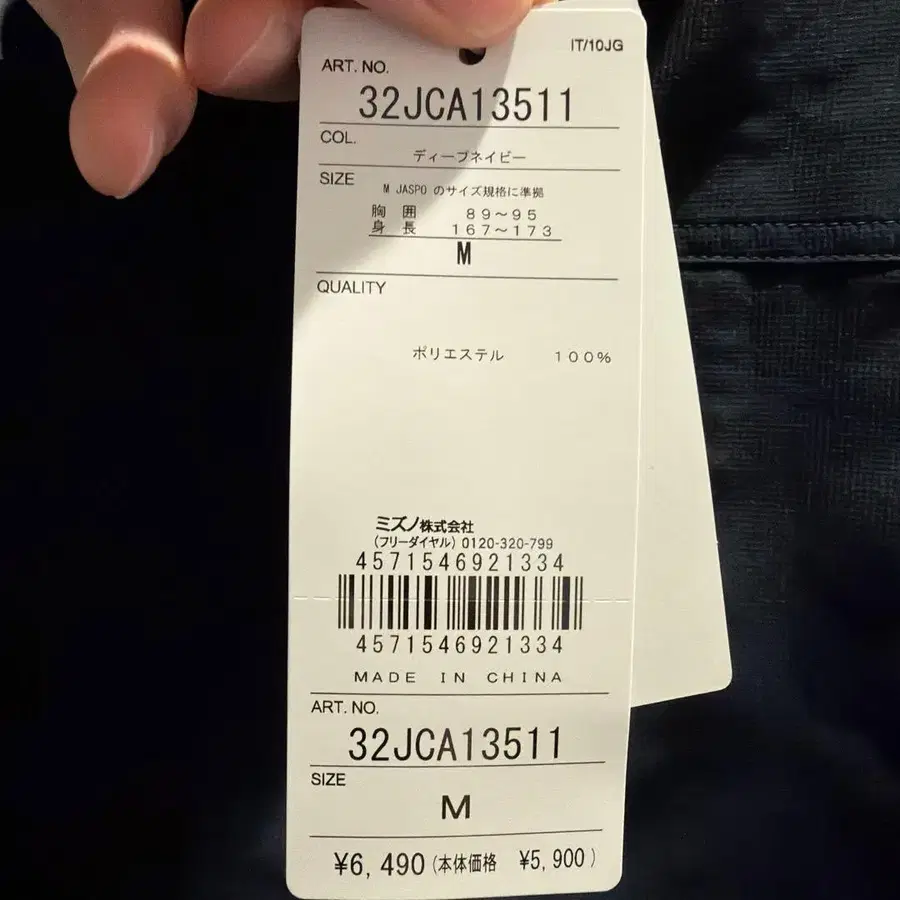 IT/10JG
ART. NO.
32JCA13511
COL.
ディープネイビー
SIZE
M JASPO のサイズ規格に準拠
胸 囲 89～95
身 長 167～173
M
QUALITY
ポリエステル 100%
ミズノ株式会社
(フリーダイヤル) 0120-320-799
4571546921334
4571546921334
MADE IN CHINA
ART. NO.
32JCA13511
SIZE
M
¥6,490(本体価格 ¥5,900)